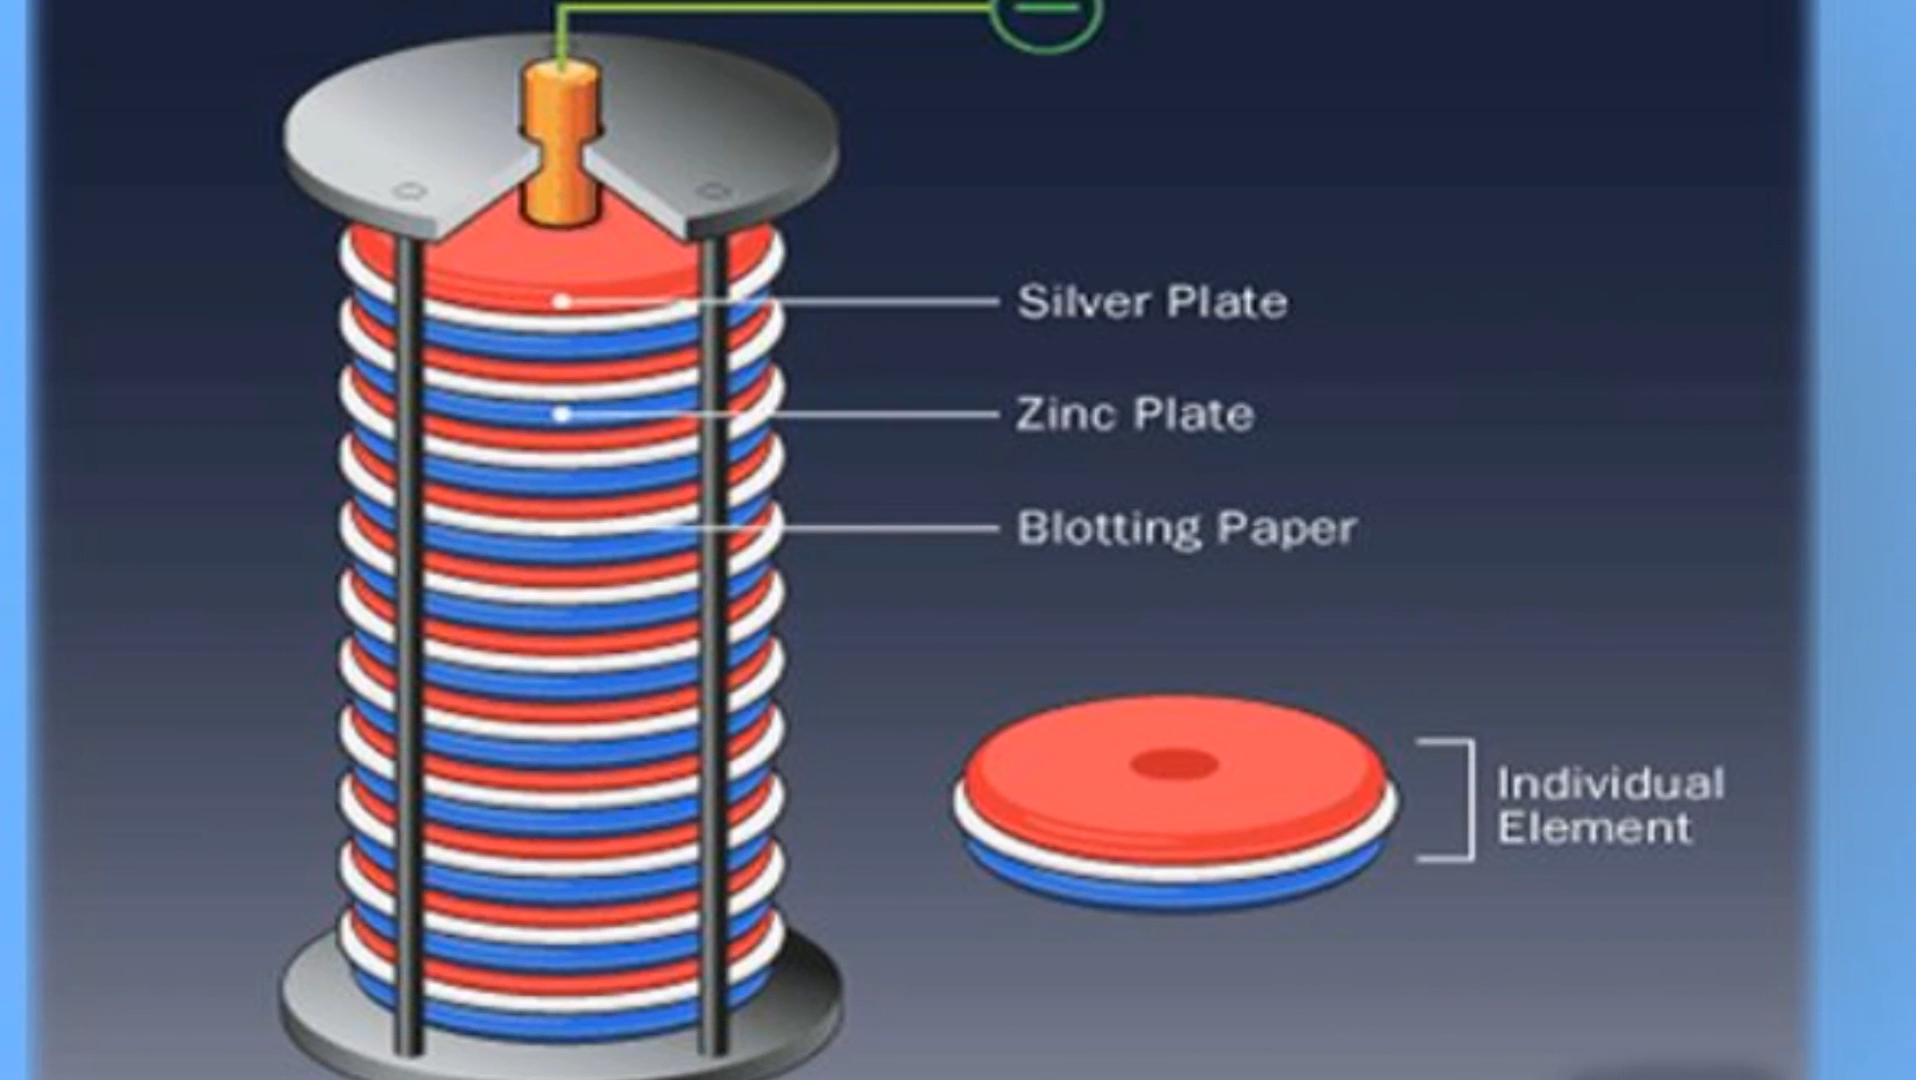 Silver Plate
Zinc Plate
Blotting Paper
Individual
Element